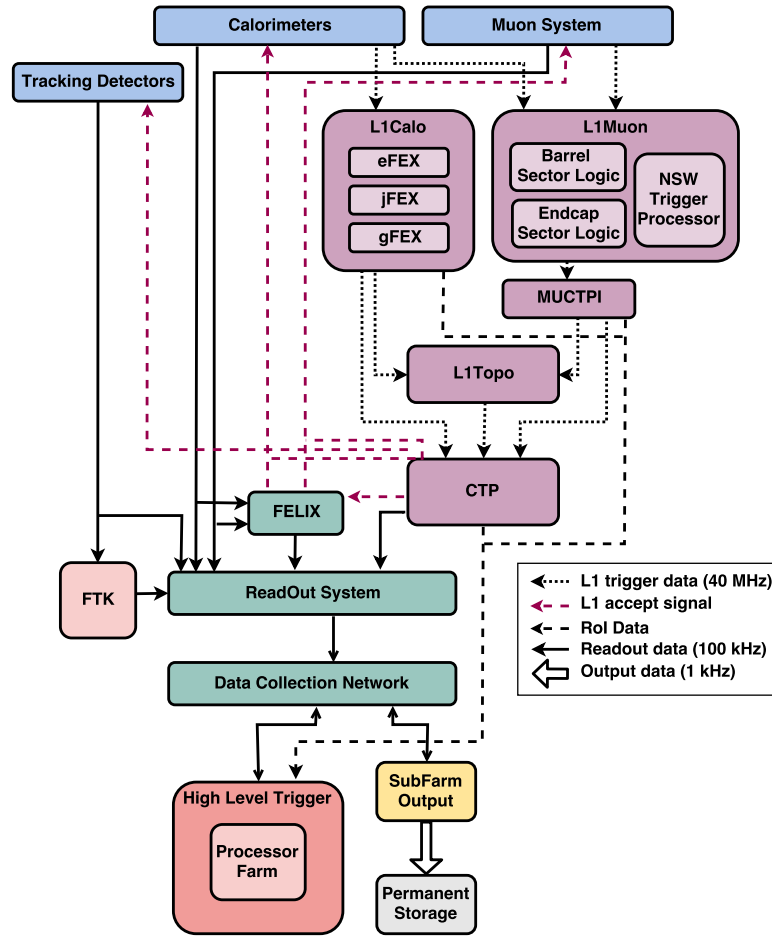 Calorimeters
Muon System
Tracking Detectors
L1Calo
eFEX
jFEX
gFEX
L1Muon
Barrel
Sector Logic
Endcap
Sector Logic
NSW
Trigger
Processor
MUCTPI
L1Topo
CTP
FELIX
FTK
ReadOut System
Data Collection Network
High Level Trigger
Processor
Farm
SubFarm
Output
Permanent
Storage
L1 trigger data (40 MHz)
L1 accept signal
RoI Data
Readout data (100 kHz)
Output data (1 kHz)